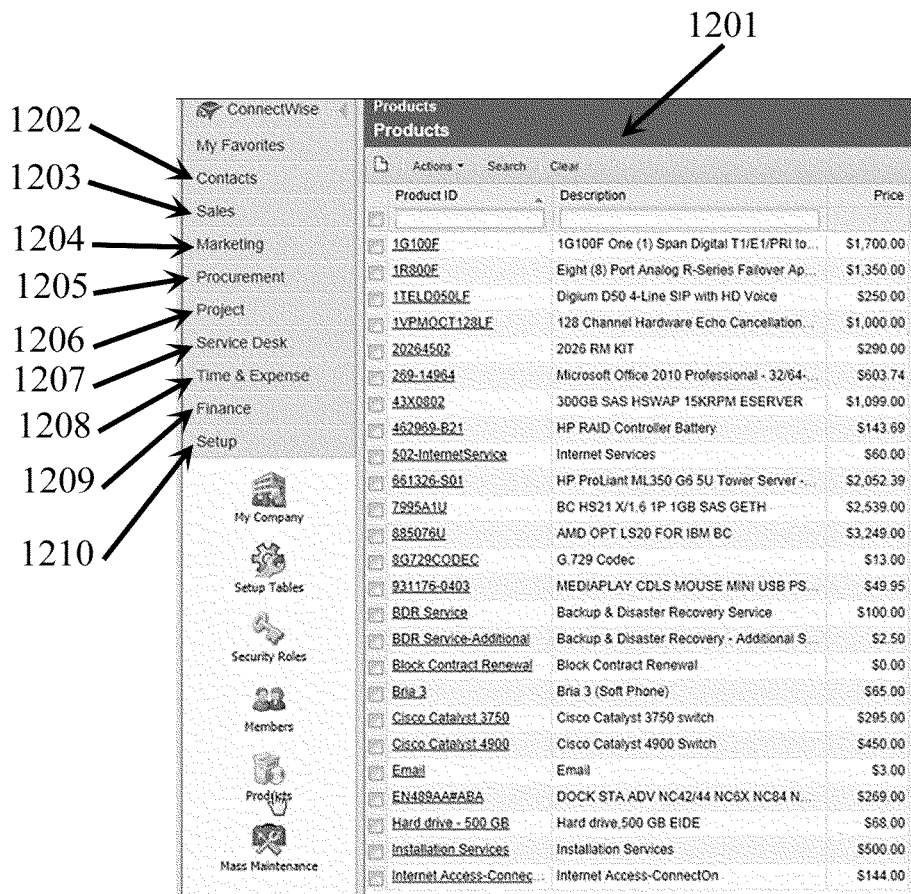 1201
1202
1203
1204
1205
1206
1207
1208
1209
1210
ConnectWise
My Favorites
Contacts
Sales
Marketing
Procurement
Project
Service Desk
Time & Expense
Finance
Setup
My Company
Setup Tables
Security Roles
Members
Products
Mass Maintenance
Products
Products
Actions Search Clear
Product ID Description Price
1G100F 1G100F One (1) Span Digital T1/E1/PRI to... $1,700.00
1R800F Eight (8) Port Analog R-Series Failover Ap... $1,350.00
1TELD050LF Digium D50 4-Line SIP with HD Voice $250.00
1VPMOCT128LF 128 Channel Hardware Echo Cancellation... $1,000.00
20264502 2026 RM KIT $290.00
269-14964 Microsoft Office 2010 Professional - 32/64-... $603.74
43X0802 300GB SAS HSWAP 15KRPM ESERVER $1,099.00
462969-B21 HP RAID Controller Battery $143.69
502-InternetService Internet Services $60.00
661326-S01 HP ProLiant ML350 G6 5U Tower Server -... $2,052.39
7995A1U BC HS21 X/1.6 1P 1GB SAS GETH $2,539.00
885076U AMD OPT LS20 FOR IBM BC $3,249.00
8G729CODEC G.729 Codec $13.00
931176-0403 MEDIAPLAY CDLS MOUSE MINI USB PS... $49.95
BDR Service Backup & Disaster Recovery Service $100.00
BDR Service-Additional Backup & Disaster Recovery - Additional S... $2.50
Block Contract Renewal Block Contract Renewal $0.00
Bria 3 Bria 3 (Soft Phone) $65.00
Cisco Catalyst 3750 Cisco Catalyst 3750 switch $295.00
Cisco Catalyst 4900 Cisco Catalyst 4900 Switch $450.00
Email Email $3.00
EN489AA#ABA DOCK STA ADV NC42/44 NC6X NC84 N... $269.00
Hard drive - 500 GB Hard drive,500 GB EIDE $68.00
Installation Services Installation Services $500.00
Internet Access-Connec... Internet Access-ConnectOn $144.00